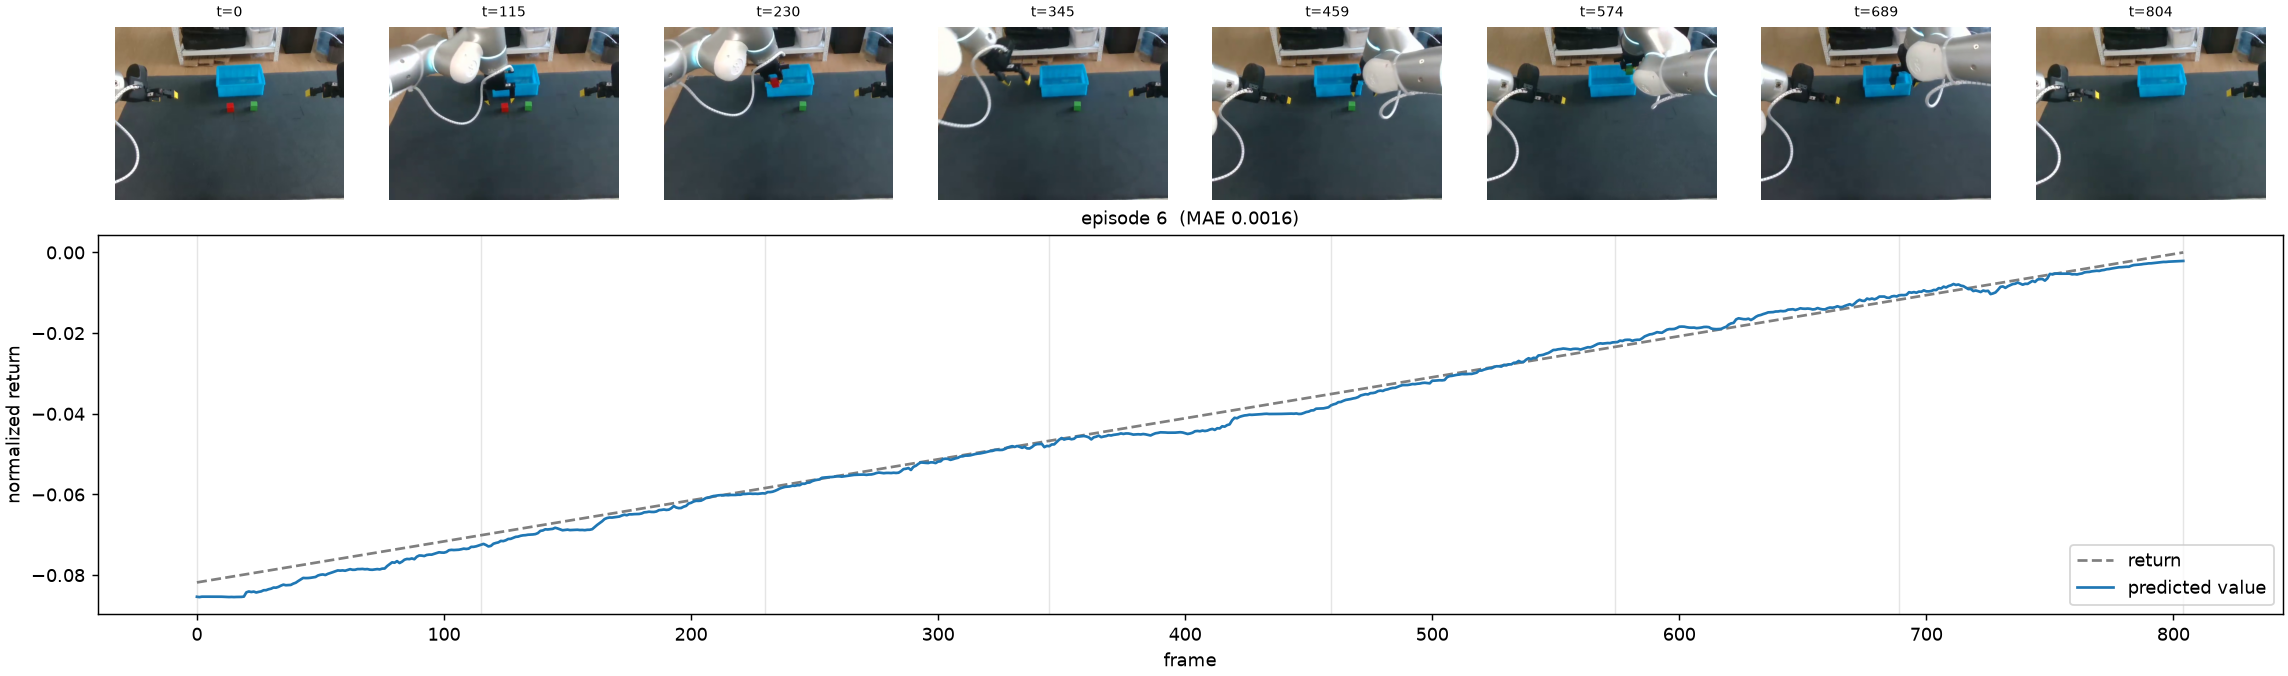 t=0 t=115 t=230 t=345 t=459 t=574 t=689 t=804
episode 6 (MAE 0.0016)
normalized return
0.00
−0.02
−0.04
−0.06
−0.08
return
predicted value
0 100 200 300 400 500 600 700 800
frame